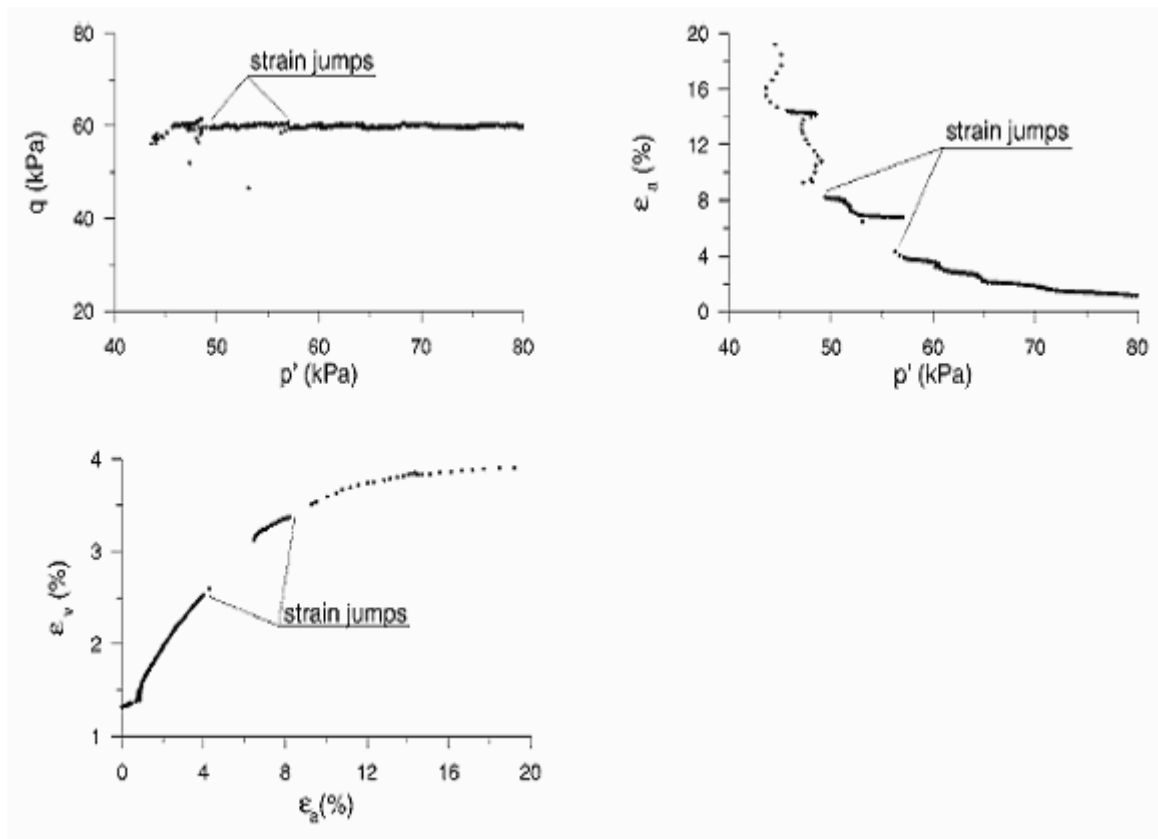 80
60
40
20
q (kPa)
strain jumps
40 50 60 70 80
p' (kPa)
20
16
12
8
4
0
ε a (%)
strain jumps
40 50 60 70 80
p' (kPa)
4
3
2
1
ε v (%)
strain jumps
0 4 8 12 16 20
εa(%)